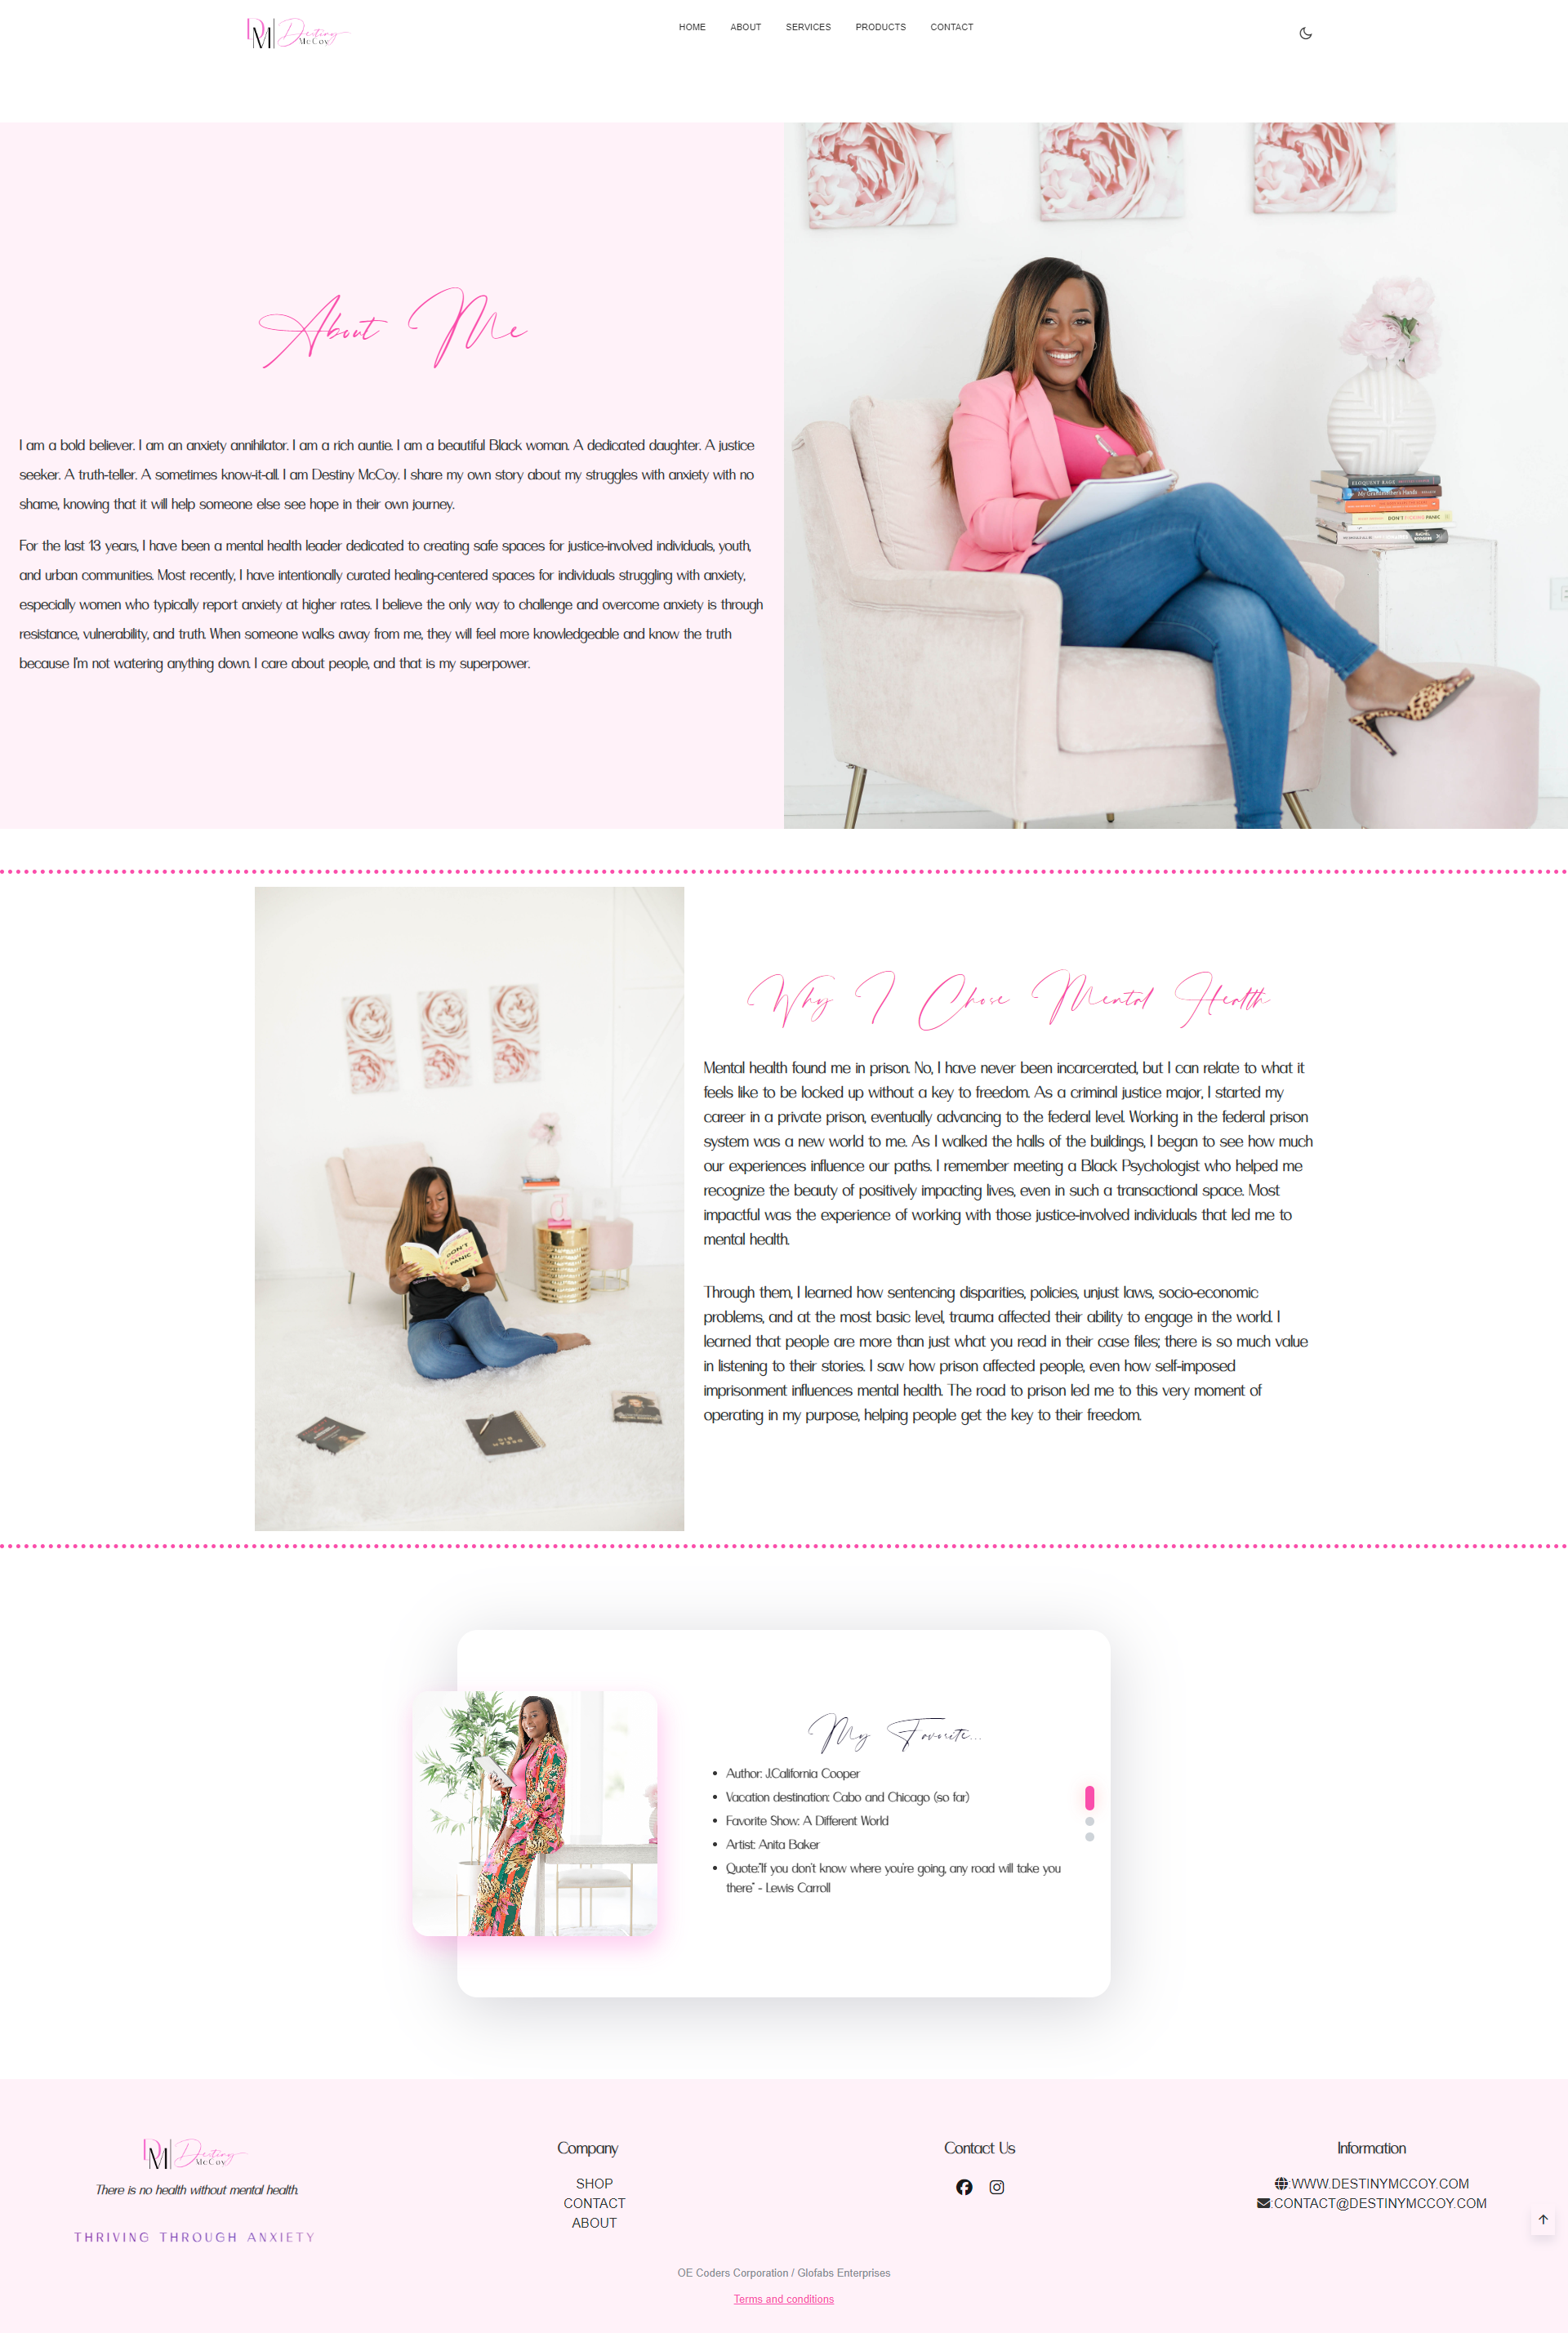 DM Destiny McCoy
HOME ABOUT SERVICES PRODUCTS CONTACT
About Me
I am a bold believer. I am an anxiety annihilator. I am a rich auntie. I am a beautiful Black woman. A dedicated daughter. A justice
seeker. A truth-teller. A sometimes know-it-all. I am Destiny McCoy. I share my own story about my struggles with anxiety with no
shame, knowing that it will help someone else see hope in their own journey.
For the last 13 years, I have been a mental health leader dedicated to creating safe spaces for justice-involved individuals, youth,
and urban communities. Most recently, I have intentionally curated healing-centered spaces for individuals struggling with anxiety,
especially women who typically report anxiety at higher rates. I believe the only way to challenge and overcome anxiety is through
resistance, vulnerability, and truth. When someone walks away from me, they will feel more knowledgeable and know the truth
because I'm not watering anything down. I care about people, and that is my superpower.
ELOQUENT RAGE
My Grandmother's Hands
DON'T PANIC
RACHEL RODGERS
Why I Chose Mental Health
Mental health found me in prison. No, I have never been incarcerated, but I can relate to what it
feels like to be locked up without a key to freedom. As a criminal justice major, I started my
career in a private prison, eventually advancing to the federal level. Working in the federal prison
system was a new world to me. As I walked the halls of the buildings, I began to see how much
our experiences influence our paths. I remember meeting a Black Psychologist who helped me
recognize the beauty of positively impacting lives, even in such a transactional space. Most
impactful was the experience of working with those justice-involved individuals that led me to
mental health.
Through them, I learned how sentencing disparities, policies, unjust laws, socio-economic
problems, and at the most basic level, trauma affected their ability to engage in the world. I
learned that people are more than just what you read in their case files; there is so much value
in listening to their stories. I saw how prison affected people, even how self-imposed
imprisonment influences mental health. The road to prison led me to this very moment of
operating in my purpose, helping people get the key to their freedom.
d
DON'T
PANIC
DREAM
BIG
My Favorite...
Author: J.California Cooper
Vacation destination: Cabo and Chicago (so far)
Favorite Show: A Different World
Artist: Anita Baker
Quote:"If you don't know where you're going, any road will take you
there" - Lewis Carroll
DM Destiny McCoy
There is no health without mental health.
THRIVING THROUGH ANXIETY
Company
SHOP
CONTACT
ABOUT
Contact Us
Information
:WWW.DESTINYMCCOY.COM
:CONTACT@DESTINYMCCOY.COM
OE Coders Corporation / Glofabs Enterprises
Terms and conditions